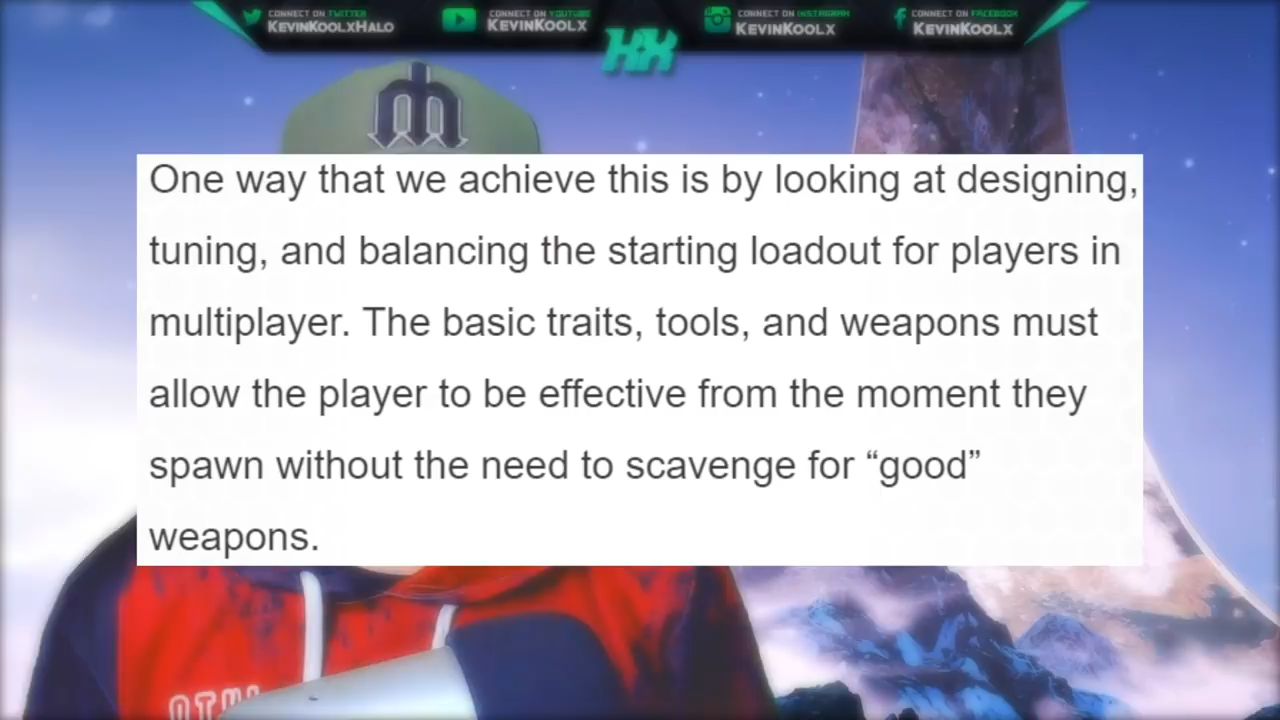 CONNECT ON TWITTER
KEVINKOOLXHALO
CONNECT ON YOUTUBE
KEVINKOOLX
CONNECT ON INSTAGRAM
KEVINKOOLX
CONNECT ON FACEBOOK
KEVINKOOLX
One way that we achieve this is by looking at designing,
tuning, and balancing the starting loadout for players in
multiplayer. The basic traits, tools, and weapons must
allow the player to be effective from the moment they
spawn without the need to scavenge for “good”
weapons.